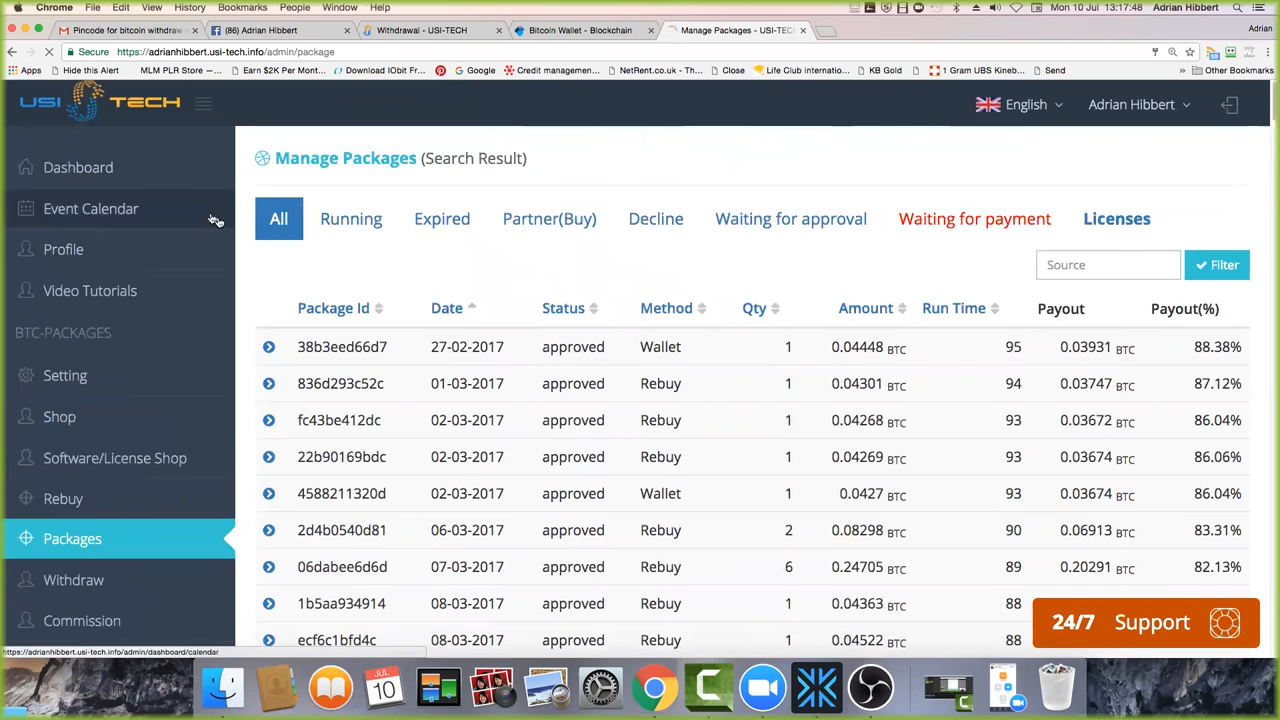 Chrome File Edit View History Bookmarks People Window Help Mon 10 Jul 13:17:48 Adrian Hibbert
Pincode for bitcoin withdraw × (86) Adrian Hibbert × Withdrawal - USI-TECH × Bitcoin Wallet - Blockchain × Manage Packages - USI-TEC × Adrian
Secure https://adrianhibbert.usi-tech.info/admin/package
Apps Hide this Alert MLM PLR Store —... Earn $2K Per Mont... Download IObit Fr... Google Credit managemen... NetRent.co.uk - Th... Close Life Club internatio... KB Gold 1 Gram UBS Kineb... Send » Other Bookmarks
USI TECH English Adrian Hibbert
Dashboard
Event Calendar
Profile
Video Tutorials
BTC-PACKAGES
Setting
Shop
Software/License Shop
Rebuy
Packages
Withdraw
Commission
Manage Packages (Search Result)
All Running Expired Partner(Buy) Decline Waiting for approval Waiting for payment Licenses
Source Filter
Package Id Date Status Method Qty Amount Run Time Payout Payout(%)
38b3eed66d7 27-02-2017 approved Wallet 1 0.04448 BTC 95 0.03931 BTC 88.38%
836d293c52c 01-03-2017 approved Rebuy 1 0.04301 BTC 94 0.03747 BTC 87.12%
fc43be412dc 02-03-2017 approved Rebuy 1 0.04268 BTC 93 0.03672 BTC 86.04%
22b90169bdc 02-03-2017 approved Rebuy 1 0.04269 BTC 93 0.03674 BTC 86.06%
4588211320d 02-03-2017 approved Wallet 1 0.0427 BTC 93 0.03674 BTC 86.04%
2d4b0540d81 06-03-2017 approved Rebuy 2 0.08298 BTC 90 0.06913 BTC 83.31%
06dabee6d6d 07-03-2017 approved Rebuy 6 0.24705 BTC 89 0.20291 BTC 82.13%
1b5aa934914 08-03-2017 approved Rebuy 1 0.04363 BTC 88
ecf6c1bfd4c 08-03-2017 approved Rebuy 1 0.04522 BTC 88
24/7 Support
https://adrianhibbert.usi-tech.info/admin/dashboard/calendar
JUL
10